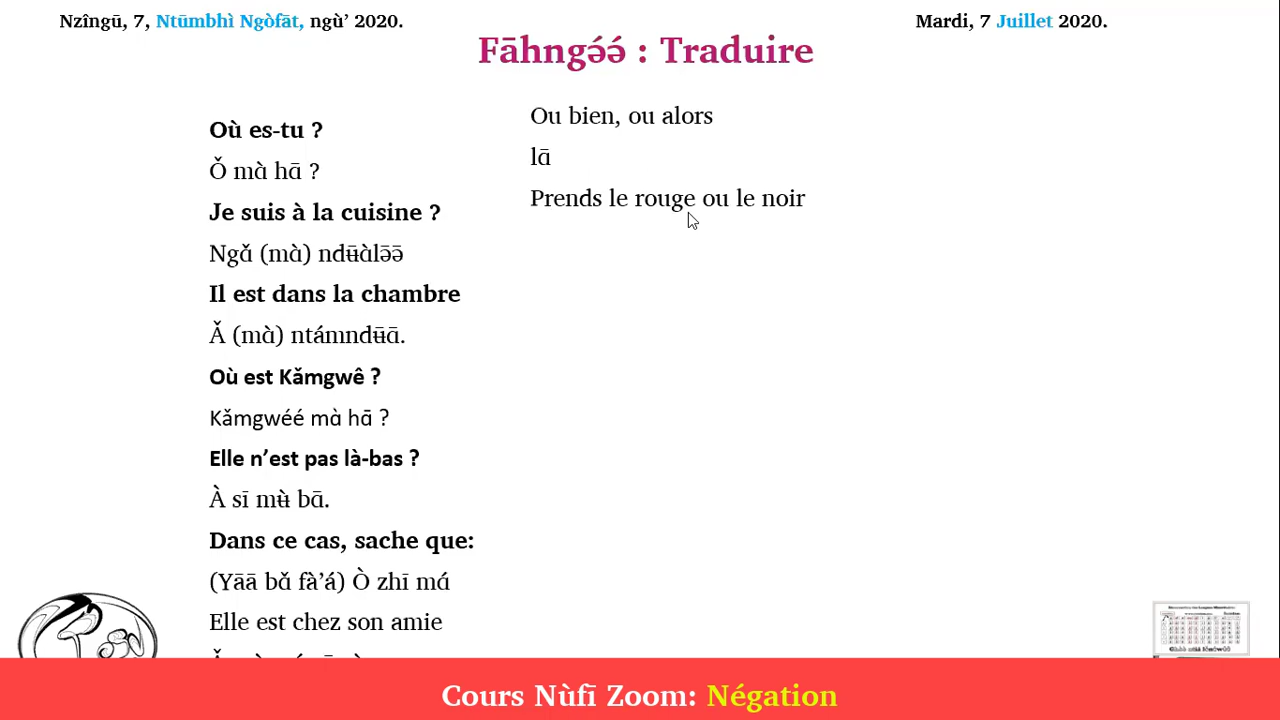 Nzîngū, 7, Ntūmbhì Ngòfāt, ngù’ 2020.
Mardi, 7 Juillet 2020.
Fāhngə́ə́ : Traduire
Où es-tu ?
Ǒ mà hā ?
Je suis à la cuisine ?
Ngǎ (mà) ndʉ̄àlə̄ə̄
Il est dans la chambre
Ǎ (mà) ntámndʉ̄ā.
Où est Kǎmgwê ?
Kǎmgwéé mà hā ?
Elle n’est pas là-bas ?
À sī mʉ̀ bā.
Dans ce cas, sache que:
(Yāā bǎ fà’á) Ò zhī má
Elle est chez son amie
Ou bien, ou alors
lā
Prends le rouge ou le noir
Cours Nùfī Zoom: Négation